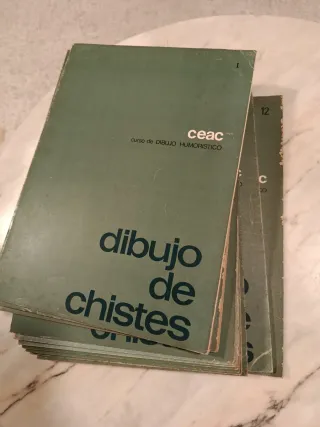 1
ceac
curso de DIBUJO HUMORISTICO
dibujo
de
chistes
12
c